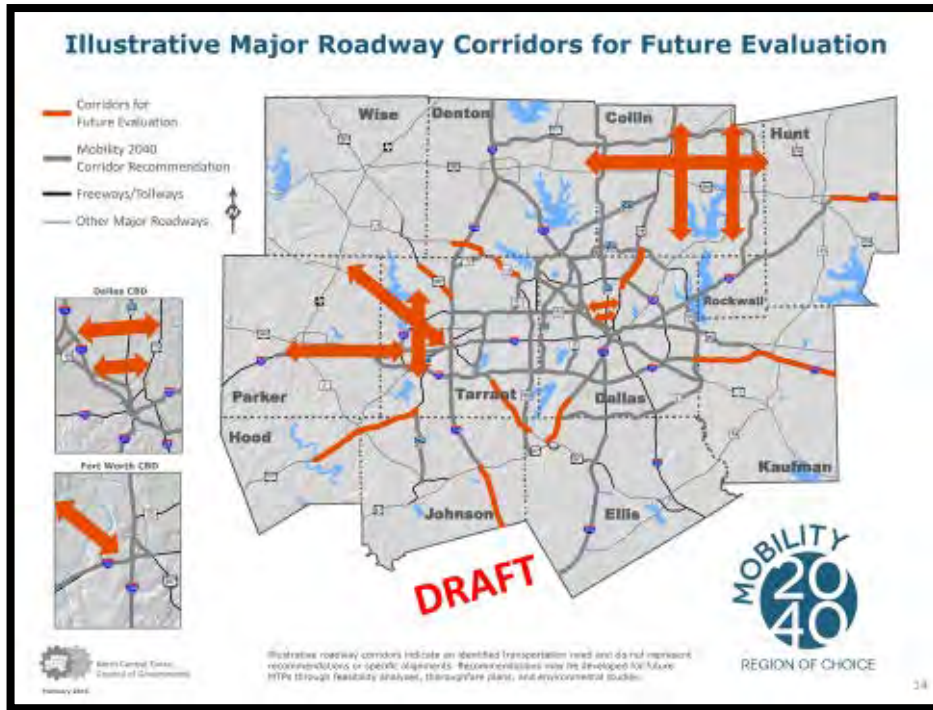 Illustrative Major Roadway Corridors for Future Evaluation
Corridors for
Future Evaluation
Mobility 2040
Corridor Recommendation
Freeways/Tollways
Other Major Roadways
N
Wise
Denton
Collin
Hunt
Rockwall
Parker
Tarrant
Dallas
Hood
Kaufman
Johnson
Ellis
Dallas CBD
Fort Worth CBD
DRAFT
MOBILITY
20
40
REGION OF CHOICE
North Central Texas
Council of Governments
February
Illustrative roadway corridors indicate an identified transportation need and do not represent
recommendations or specific alignments. Recommendations may be developed for future
MTPs through feasibility analyses, thoroughfare plans, and environmental studies.
14